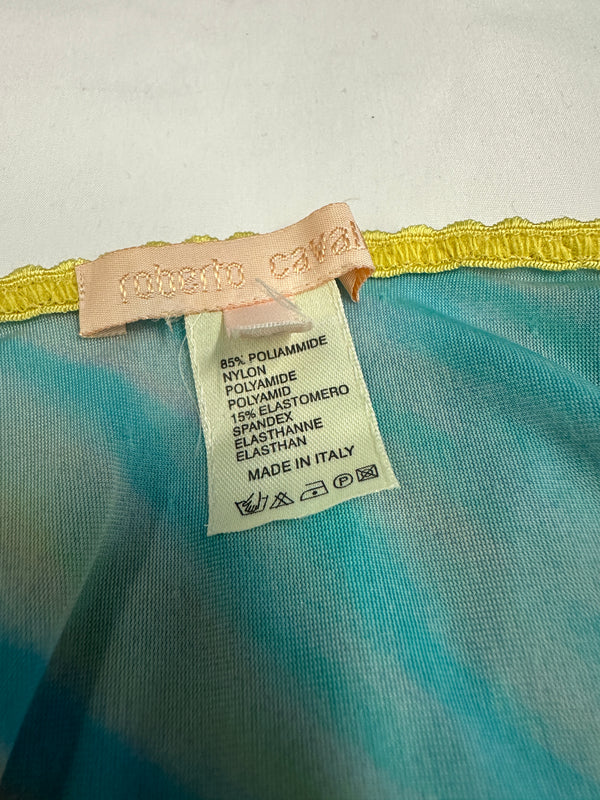 roberto caval
85% POLIAMMIDE
NYLON
POLYAMIDE
POLYAMID
15% ELASTOMERO
SPANDEX
ELASTHANNE
ELASTHAN
MADE IN ITALY
P